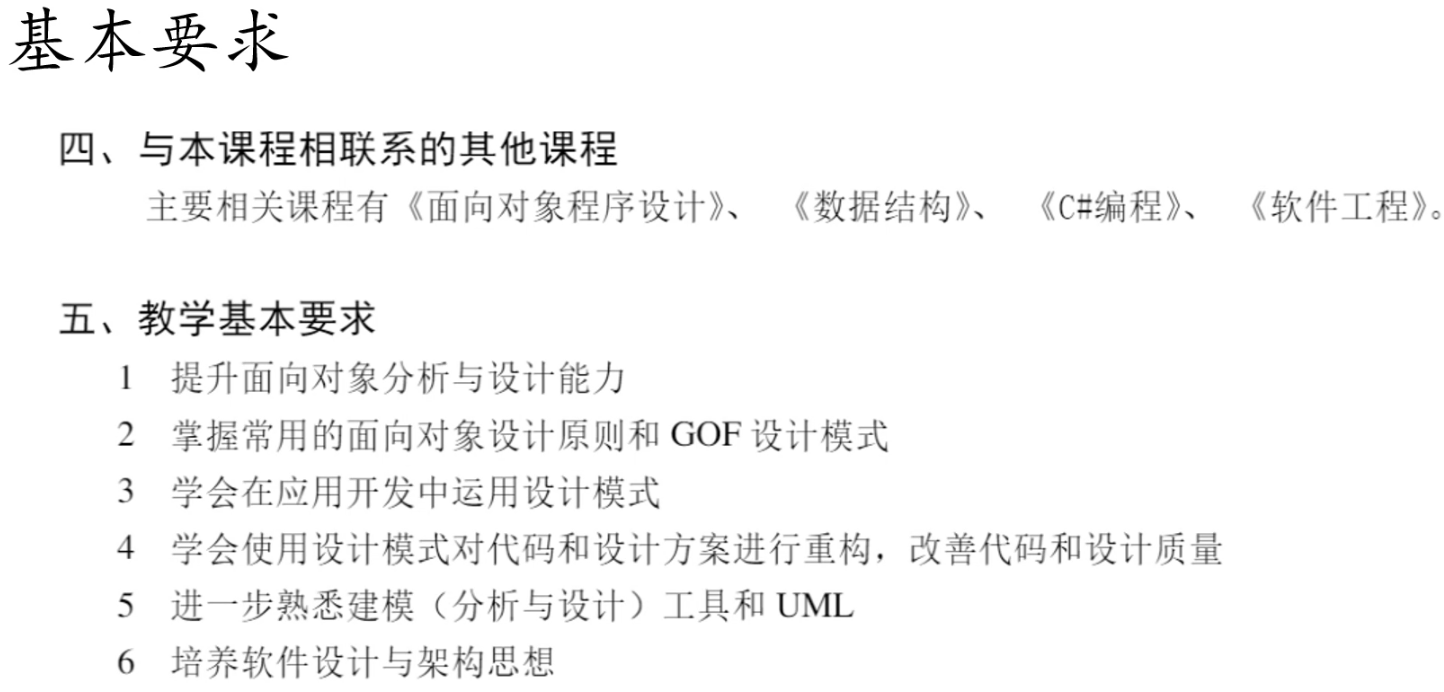 基本要求
四、与本课程相联系的其他课程
主要相关课程有《面向对象程序设计》、 《数据结构》、 《C#编程》、 《软件工程》。
五、教学基本要求
1 提升面向对象分析与设计能力
2 掌握常用的面向对象设计原则和 GOF 设计模式
3 学会在应用开发中运用设计模式
4 学会使用设计模式对代码和设计方案进行重构，改善代码和设计质量
5 进一步熟悉建模（分析与设计）工具和 UML
6 培养软件设计与架构思想